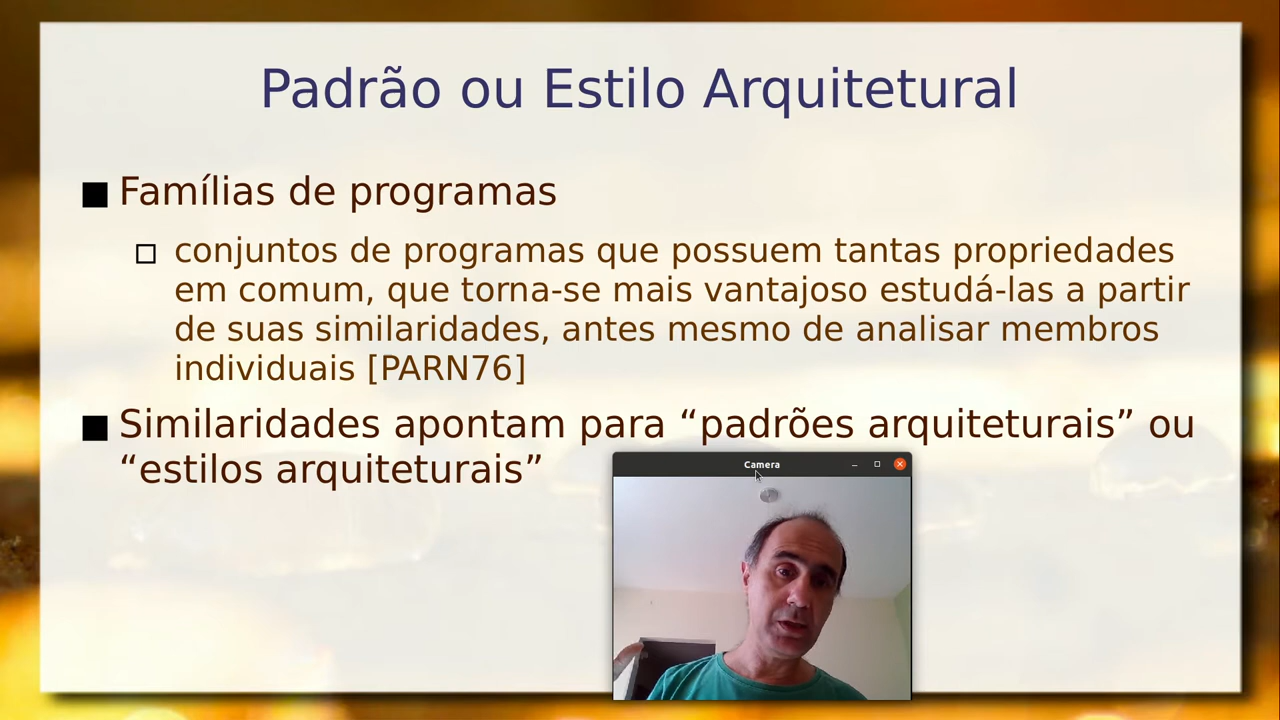 Padrão ou Estilo Arquitetural
Famílias de programas
conjuntos de programas que possuem tantas propriedades
em comum, que torna-se mais vantajoso estudá-las a partir
de suas similaridades, antes mesmo de analisar membros
individuais [PARN76]
Similaridades apontam para “padrões arquiteturais” ou
“estilos arquiteturais”
Camera